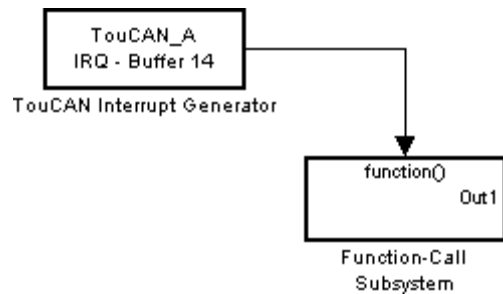 TouCAN_A
IRQ - Buffer 14
TouCAN Interrupt Generator
function()
Out1
Function-Call
Subsystem